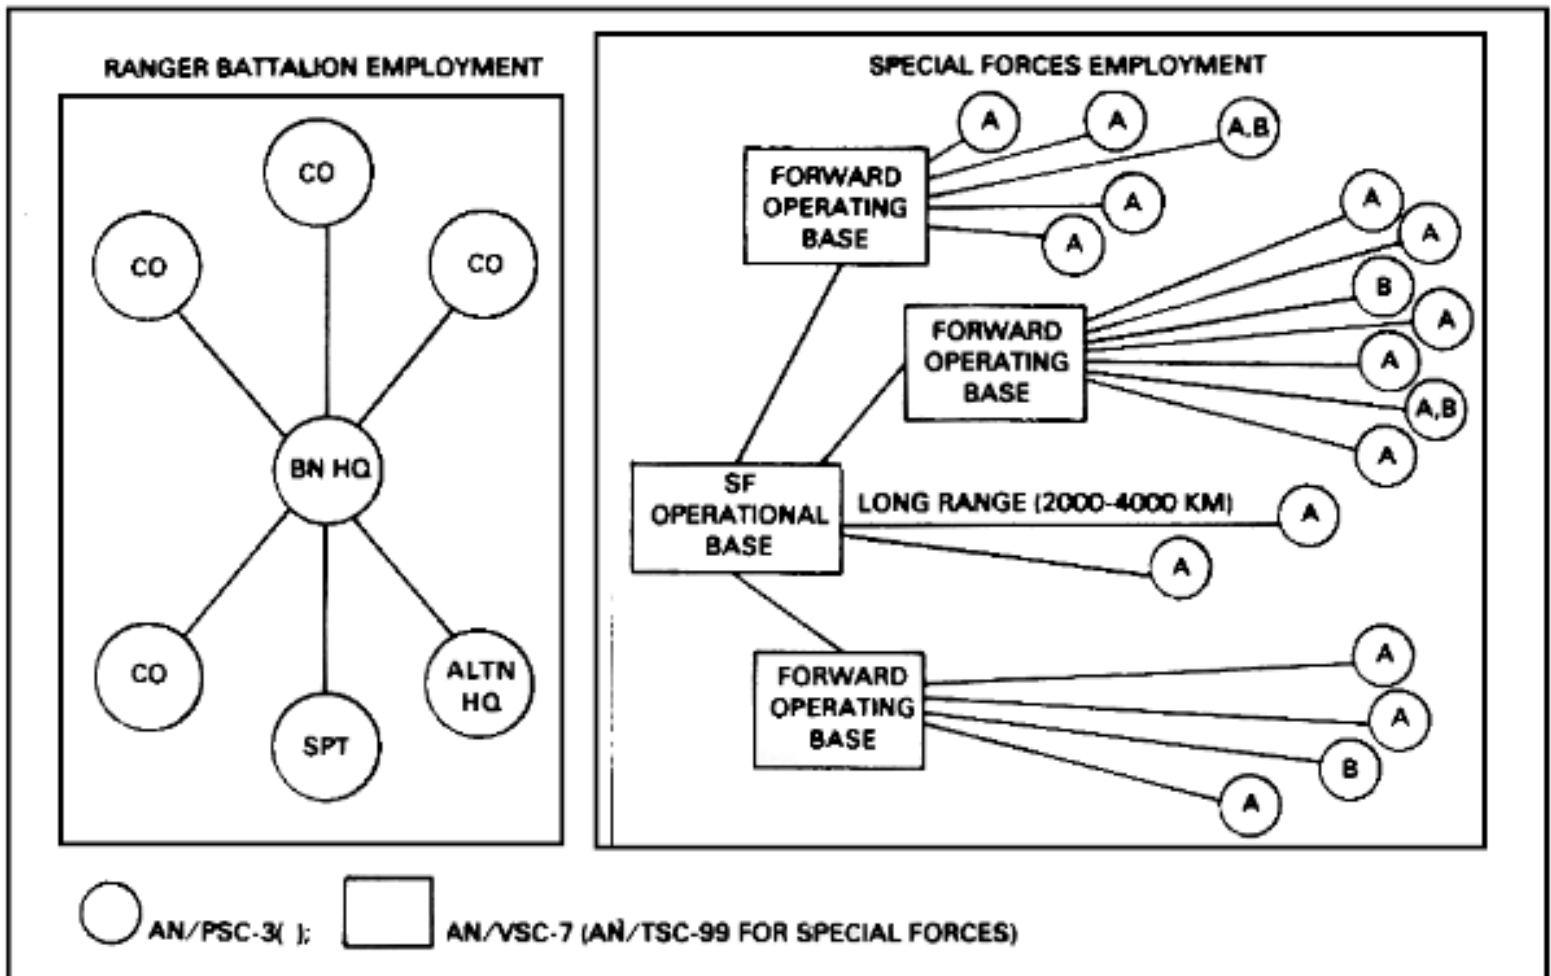 RANGER BATTALION EMPLOYMENT
CO
CO
CO
BN HQ
CO
SPT
ALTN
HQ
SPECIAL FORCES EMPLOYMENT
FORWARD
OPERATING
BASE
A
A
A,B
A
A
FORWARD
OPERATING
BASE
A
A
B
A
A
A,B
A
SF
OPERATIONAL
BASE
LONG RANGE (2000-4000 KM)
A
A
FORWARD
OPERATING
BASE
A
A
B
A
AN/PSC-3( );
AN/VSC-7 (AN/TSC-99 FOR SPECIAL FORCES)